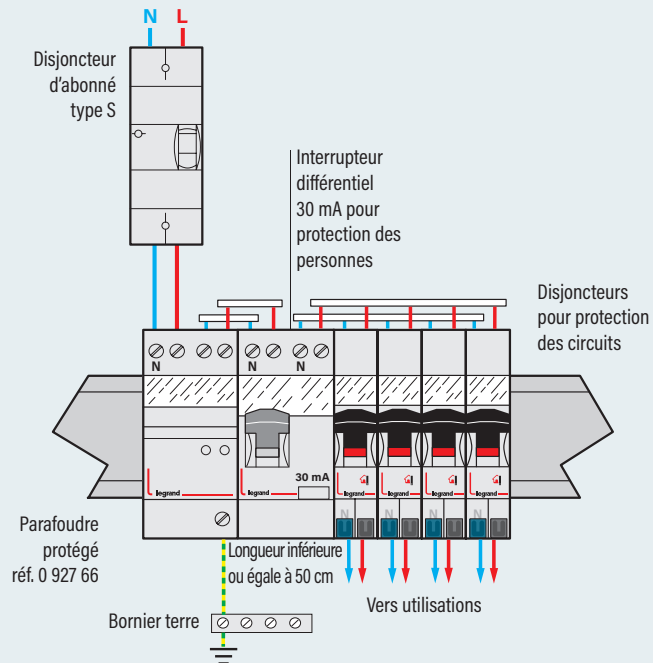 N L
Disjoncteur
d'abonné
type S
Interrupteur
différentiel
30 mA pour
protection des
personnes
Disjoncteurs
pour protection
des circuits
N N N
30 mA
legrand legrand legrand legrand legrand legrand
N N N N
Parafoudre
protégé
réf. 0 927 66
Longueur inférieure
ou égale à 50 cm
Vers utilisations
Bornier terre